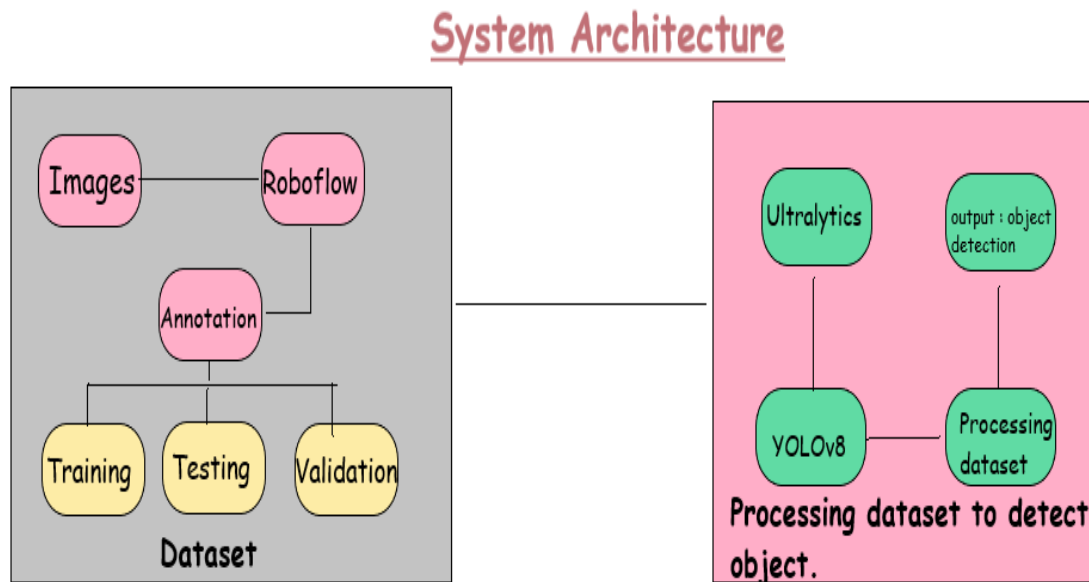 System Architecture
Images
Roboflow
Annotation
Training
Testing
Validation
Dataset
Ultralytics
output : object
detection
YOLOv8
Processing
dataset
Processing dataset to detect
object.